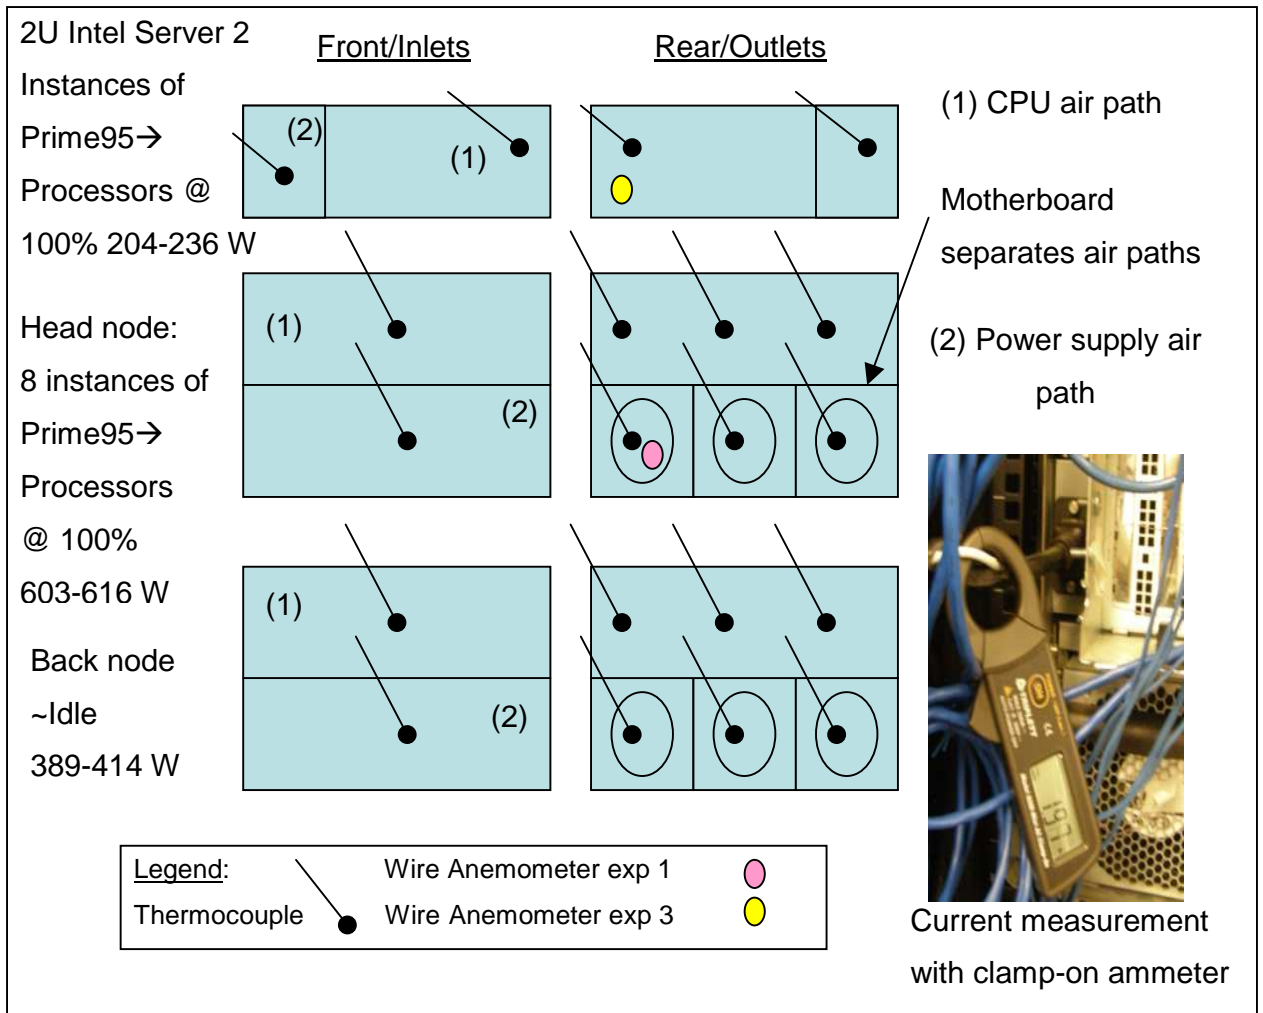 2U Intel Server 2
Instances of
Prime95→
Processors @
100% 204-236 W
Head node:
8 instances of
Prime95→
Processors
@ 100%
603-616 W
Back node
~Idle
389-414 W
Front/Inlets
Rear/Outlets
(2)
(1)
(1)
(2)
(1)
(2)
(1) CPU air path
Motherboard
separates air paths
(2) Power supply air
path
Current measurement
with clamp-on ammeter
Legend:
Thermocouple
Wire Anemometer exp 1
Wire Anemometer exp 3